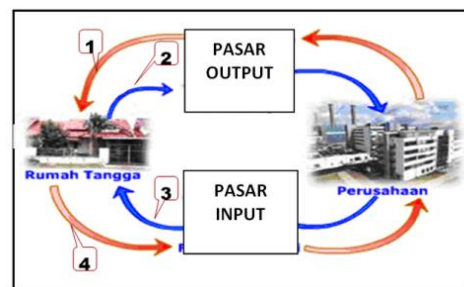 1
2
PASAR
OUTPUT
Rumah Tangga
Perusahaan
3
PASAR
INPUT
4